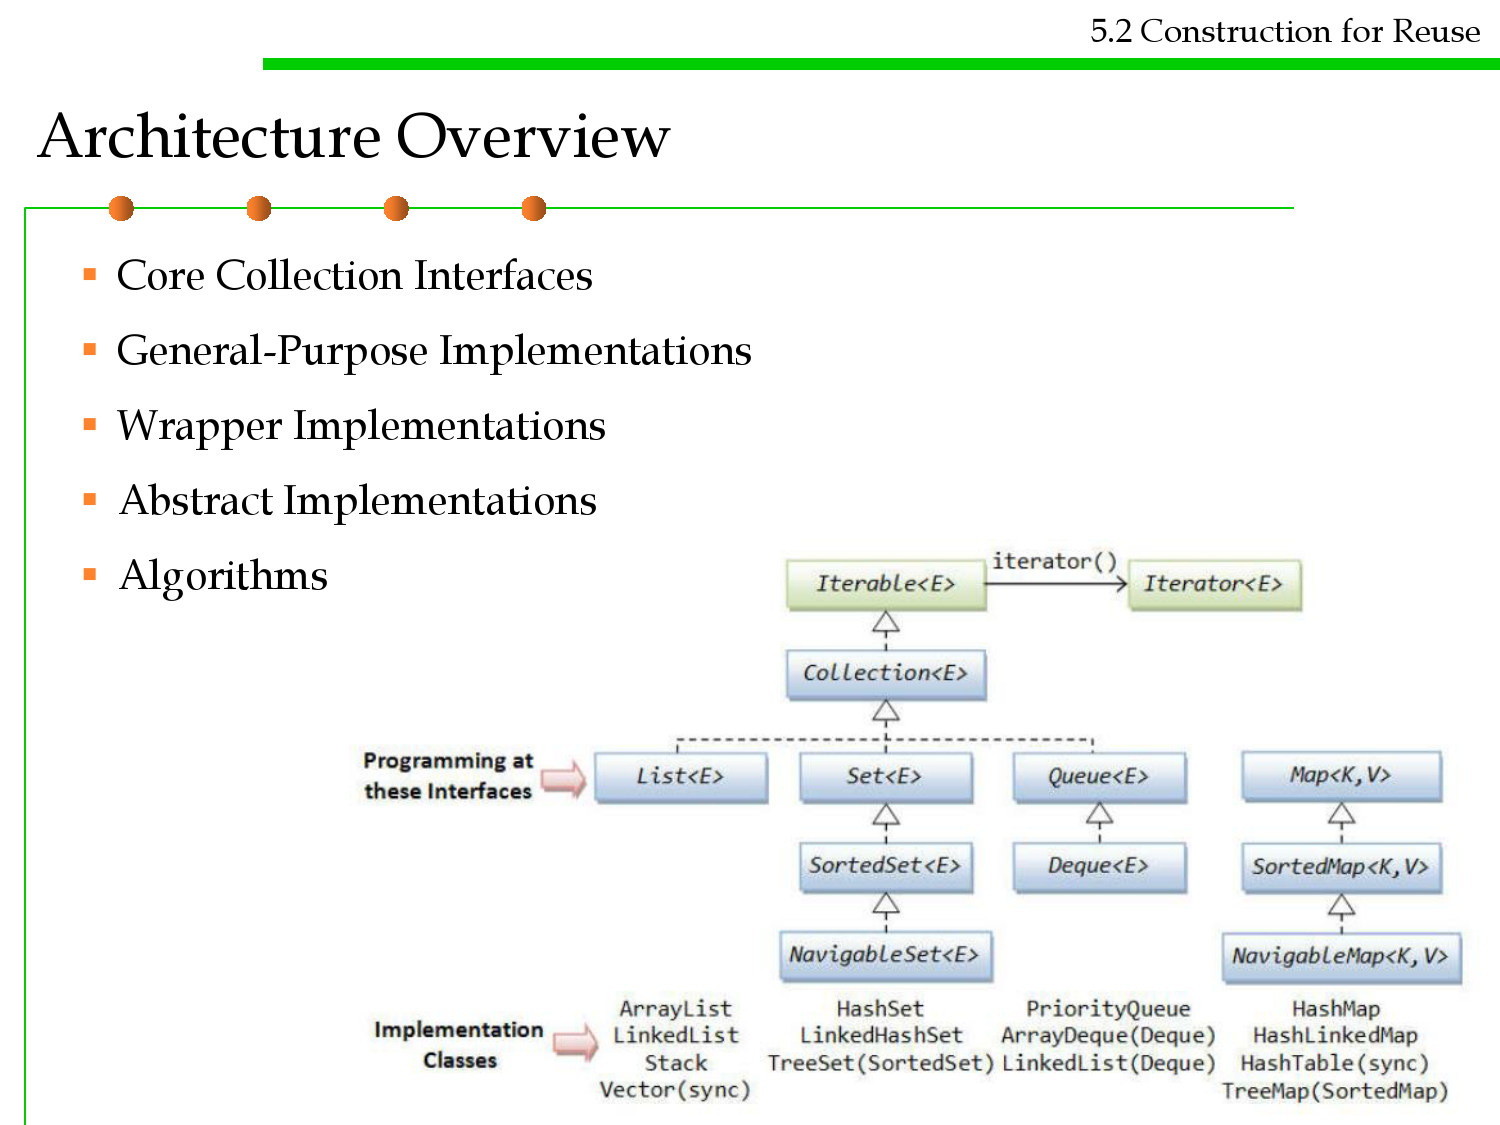 5.2 Construction for Reuse
Architecture Overview
Core Collection Interfaces
General-Purpose Implementations
Wrapper Implementations
Abstract Implementations
Algorithms
iterator()
Iterable<E>
Iterator<E>
Collection<E>
Programming at
these Interfaces
List<E>
Set<E>
Queue<E>
Map<K,V>
SortedSet<E>
Deque<E>
SortedMap<K,V>
NavigableSet<E>
NavigableMap<K,V>
Implementation
Classes
ArrayList
LinkedList
Stack
Vector(sync)
HashSet
LinkedHashSet
TreeSet(SortedSet)
PriorityQueue
ArrayDeque(Deque)
LinkedList(Deque)
HashMap
HashLinkedMap
HashTable(sync)
TreeMap(SortedMap)